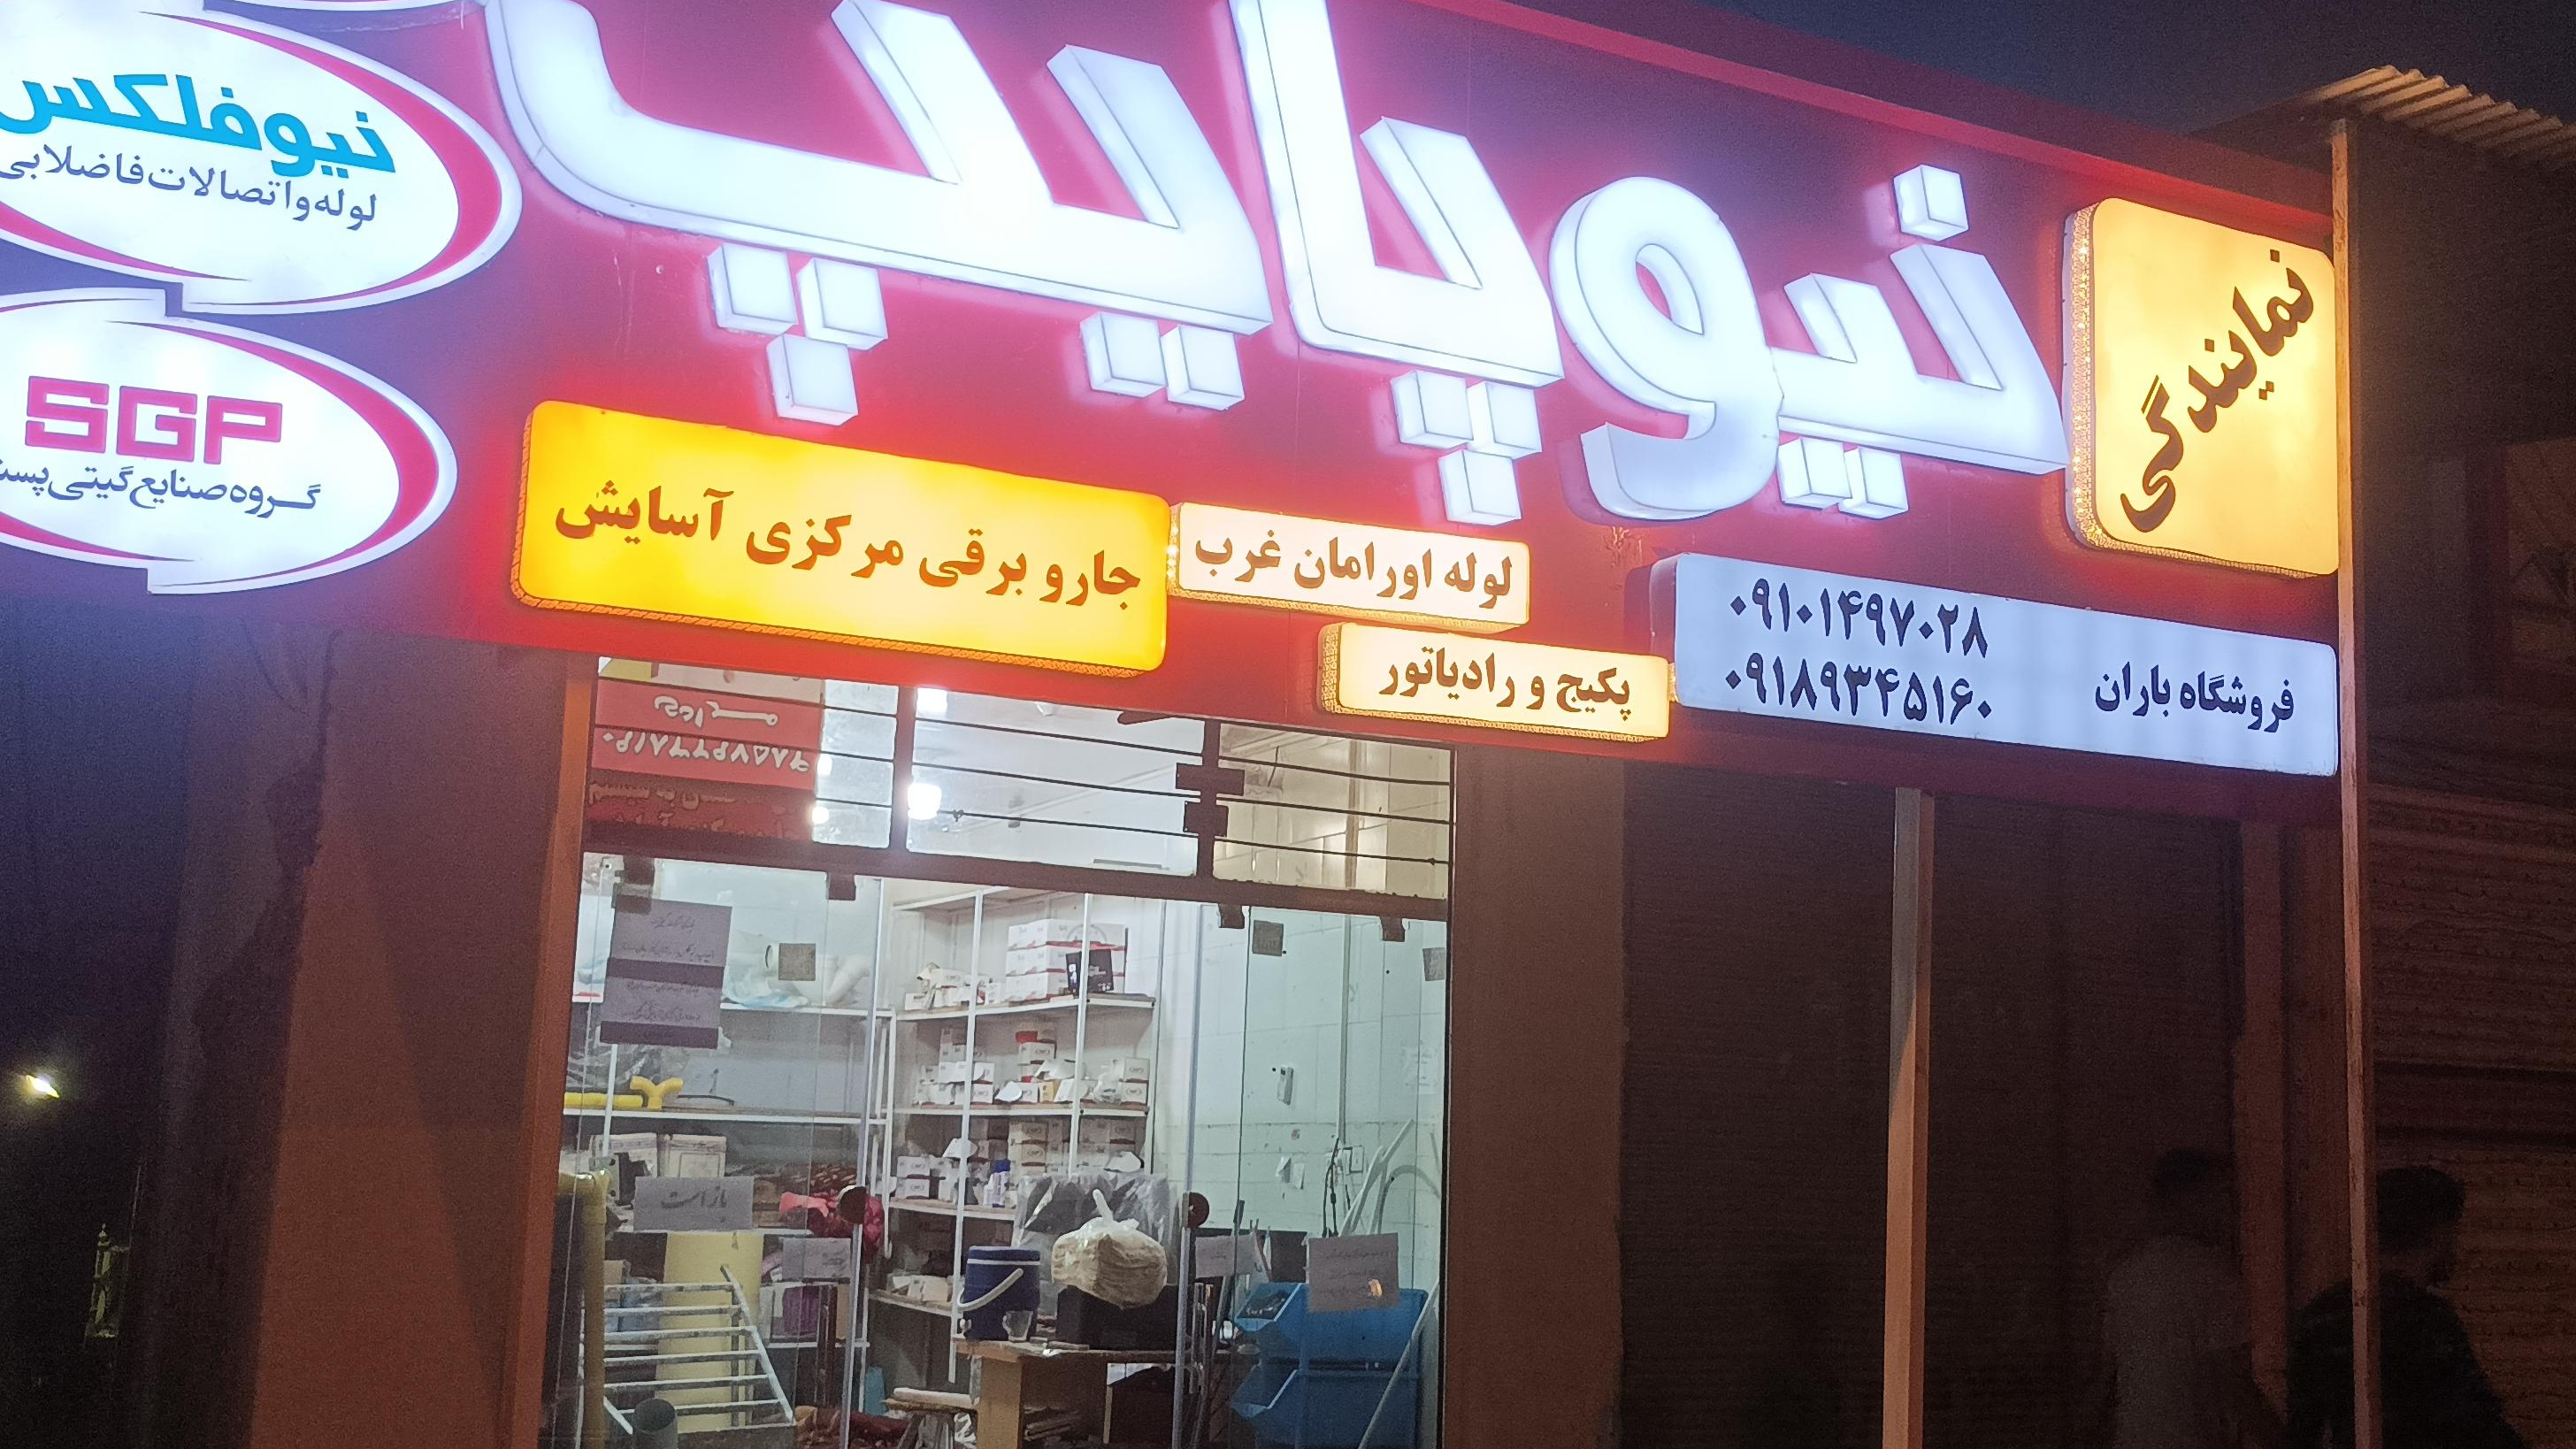 نمایندگی
نیوپایپ
نیوفلکس
لوله و اتصالات فاضلابی
SGP
گروه صنایع گیتی پسند
جارو برقی مرکزی آسایش
لوله اورامان غرب
پکیج و رادیاتور
فروشگاه باران
۰۹۱۰۱۴۹۷۰۲۸
۰۹۱۸۹۳۴۵۱۶۰
باز است